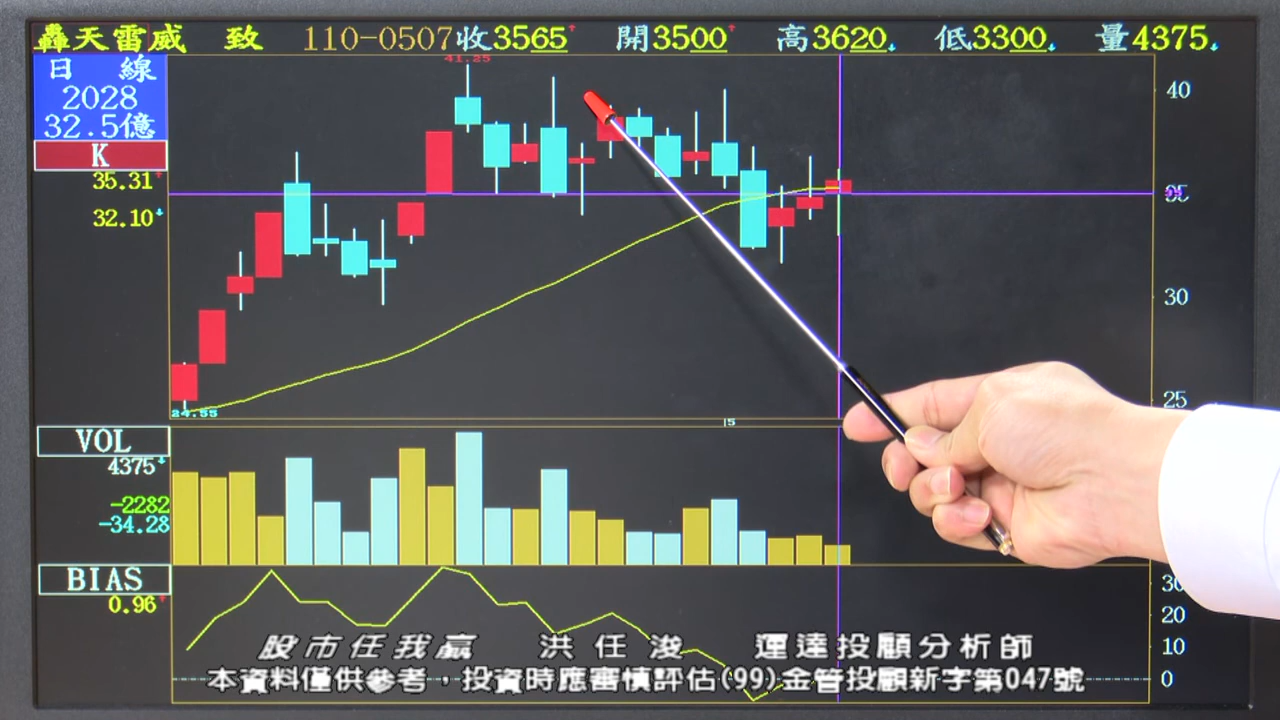 轟天雷威 致 110-0507收3565 開3500 高3620 低3300 量4375
日 線
2028
32.5億
K
35.31
32.10
41.25
40
35
30
25
24.55
5
VOL
4375
-2282
-34.28
BIAS
0.96
30
20
10
0
股市任我贏 洪任浚 運達投顧分析師
本資料僅供參考，投資時應審慎評估(99)金管投顧新字第047號